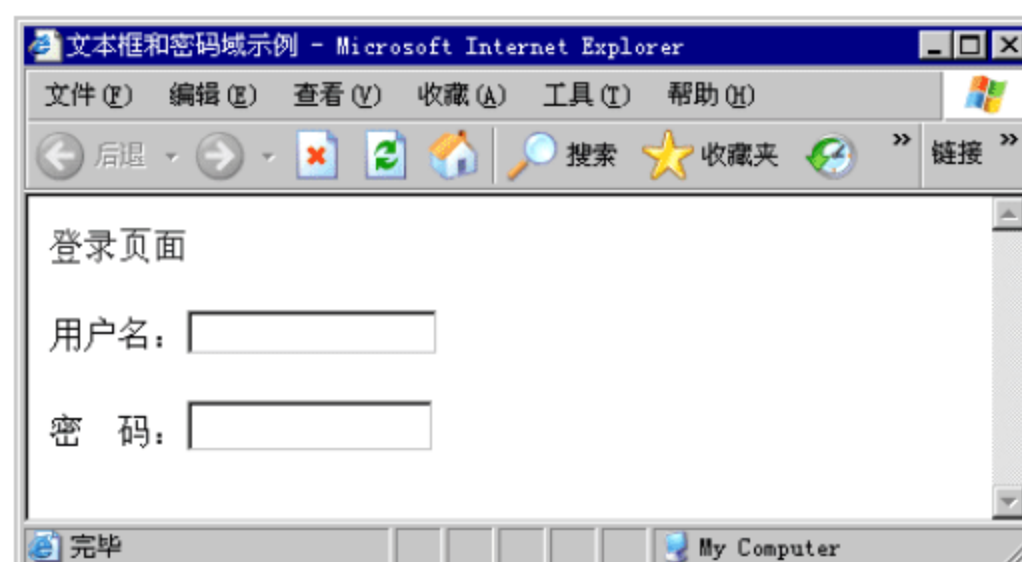 文本框和密码域示例 - Microsoft Internet Explorer
文件(F) 编辑(E) 查看(V) 收藏(A) 工具(T) 帮助(H)
后退 搜索 收藏夹 » 链接 »
登录页面
用户名：
密 码：
完毕 My Computer